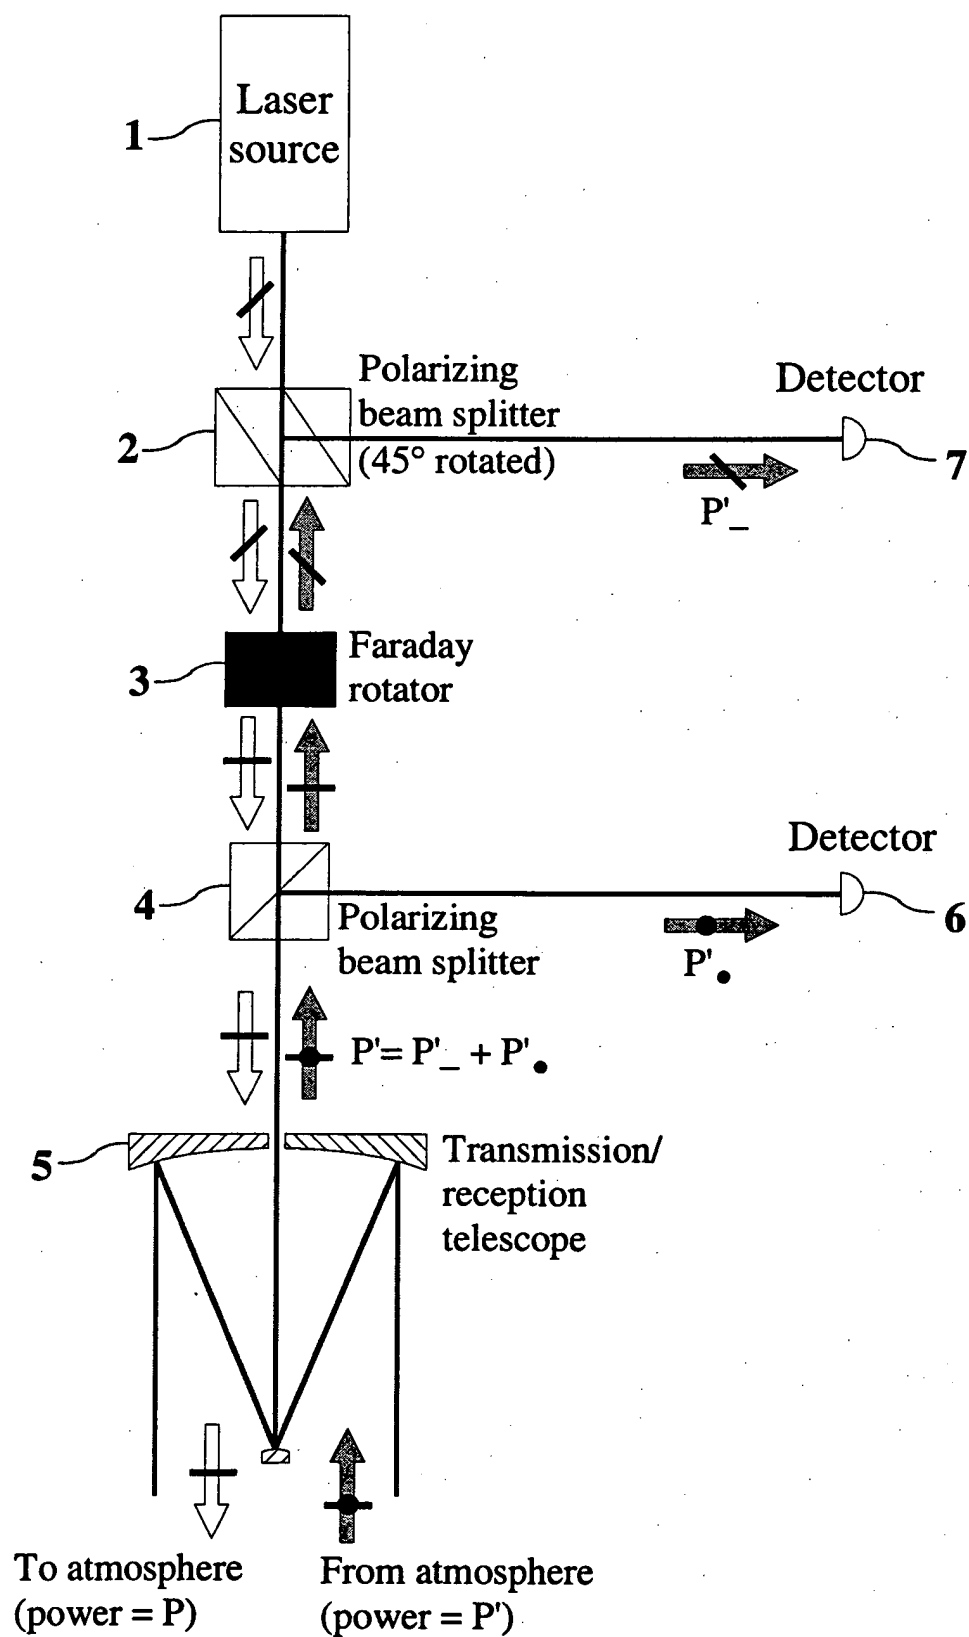 Laser
source
1
Polarizing
beam splitter
(45° rotated)
2
Detector
7
P'_
Faraday
rotator
3
Detector
6
P'●
4
Polarizing
beam splitter
P'= P'_ + P'●
5
Transmission/
reception
telescope
To atmosphere
(power = P)
From atmosphere
(power = P')